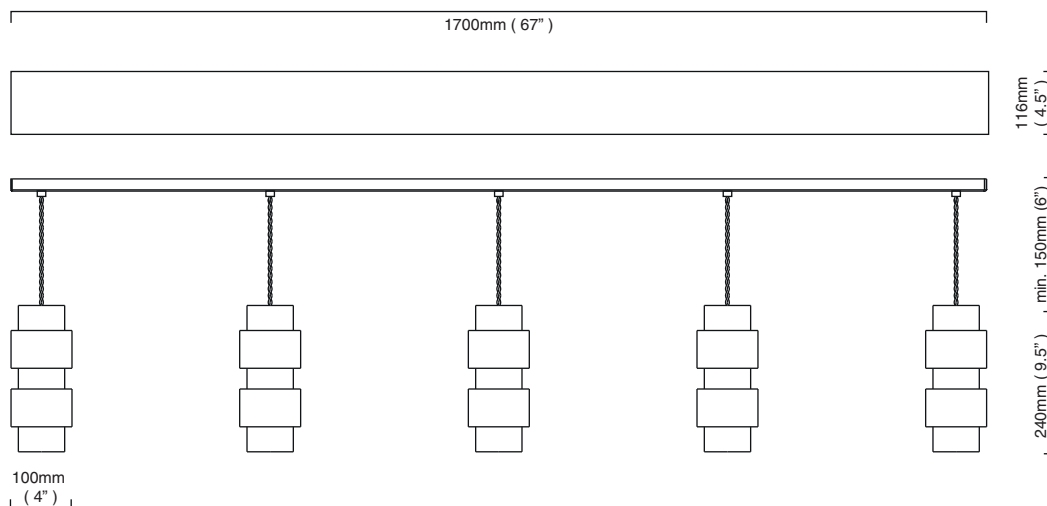 1700mm ( 67” )
116mm
( 4.5” )
min. 150mm (6”)
240mm ( 9.5” )
100mm
( 4” )